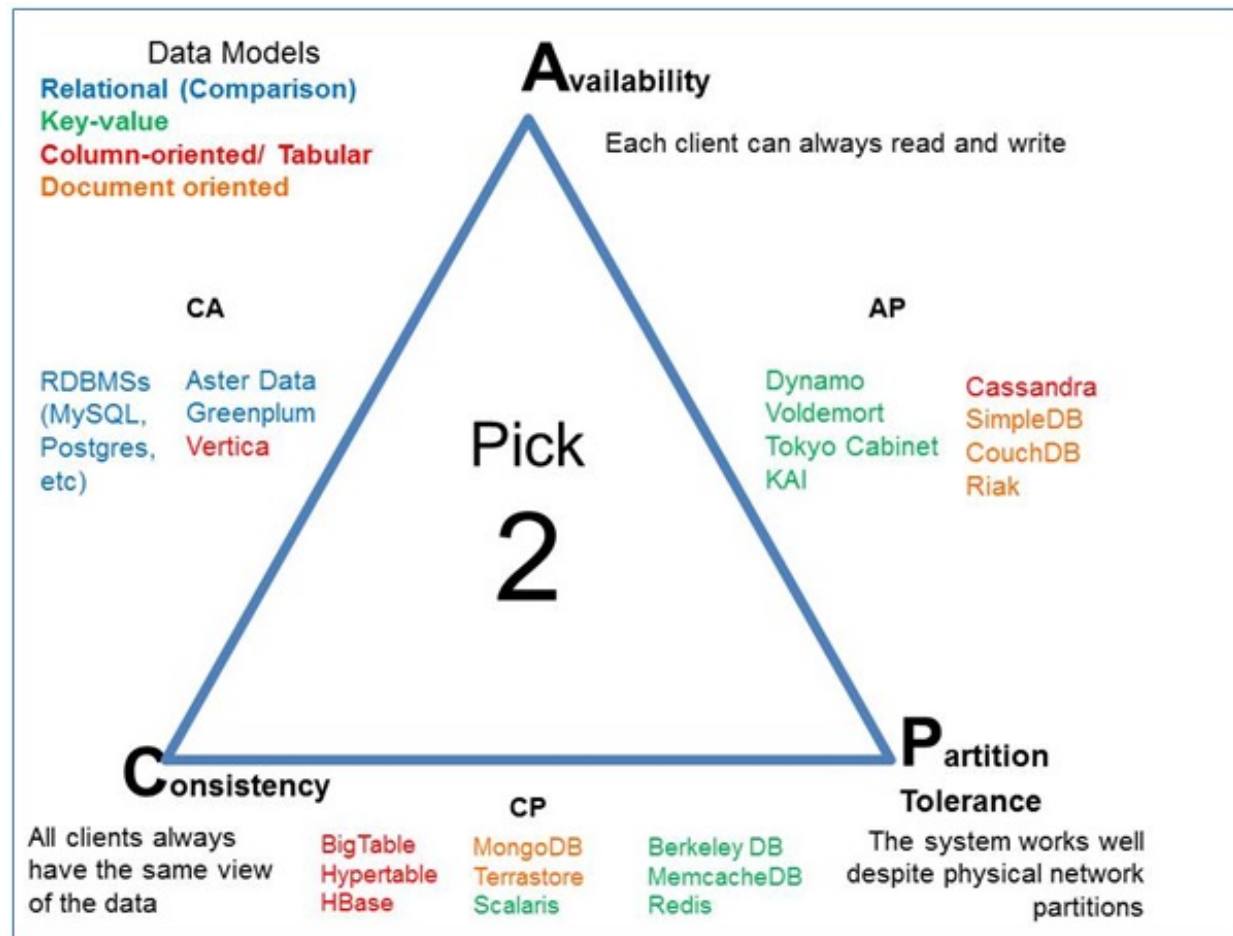 Data Models
Relational (Comparison)
Key-value
Column-oriented/ Tabular
Document oriented
Availability
Each client can always read and write
CA
RDBMSs
(MySQL,
Postgres,
etc)
Aster Data
Greenplum
Vertica
Pick
2
AP
Dynamo
Voldemort
Tokyo Cabinet
KAI
Cassandra
SimpleDB
CouchDB
Riak
Consistency
All clients always
have the same view
of the data
CP
BigTable
Hypertable
HBase
MongoDB
Terrastore
Scalaris
Berkeley DB
MemcacheDB
Redis
Partition
Tolerance
The system works well
despite physical network
partitions